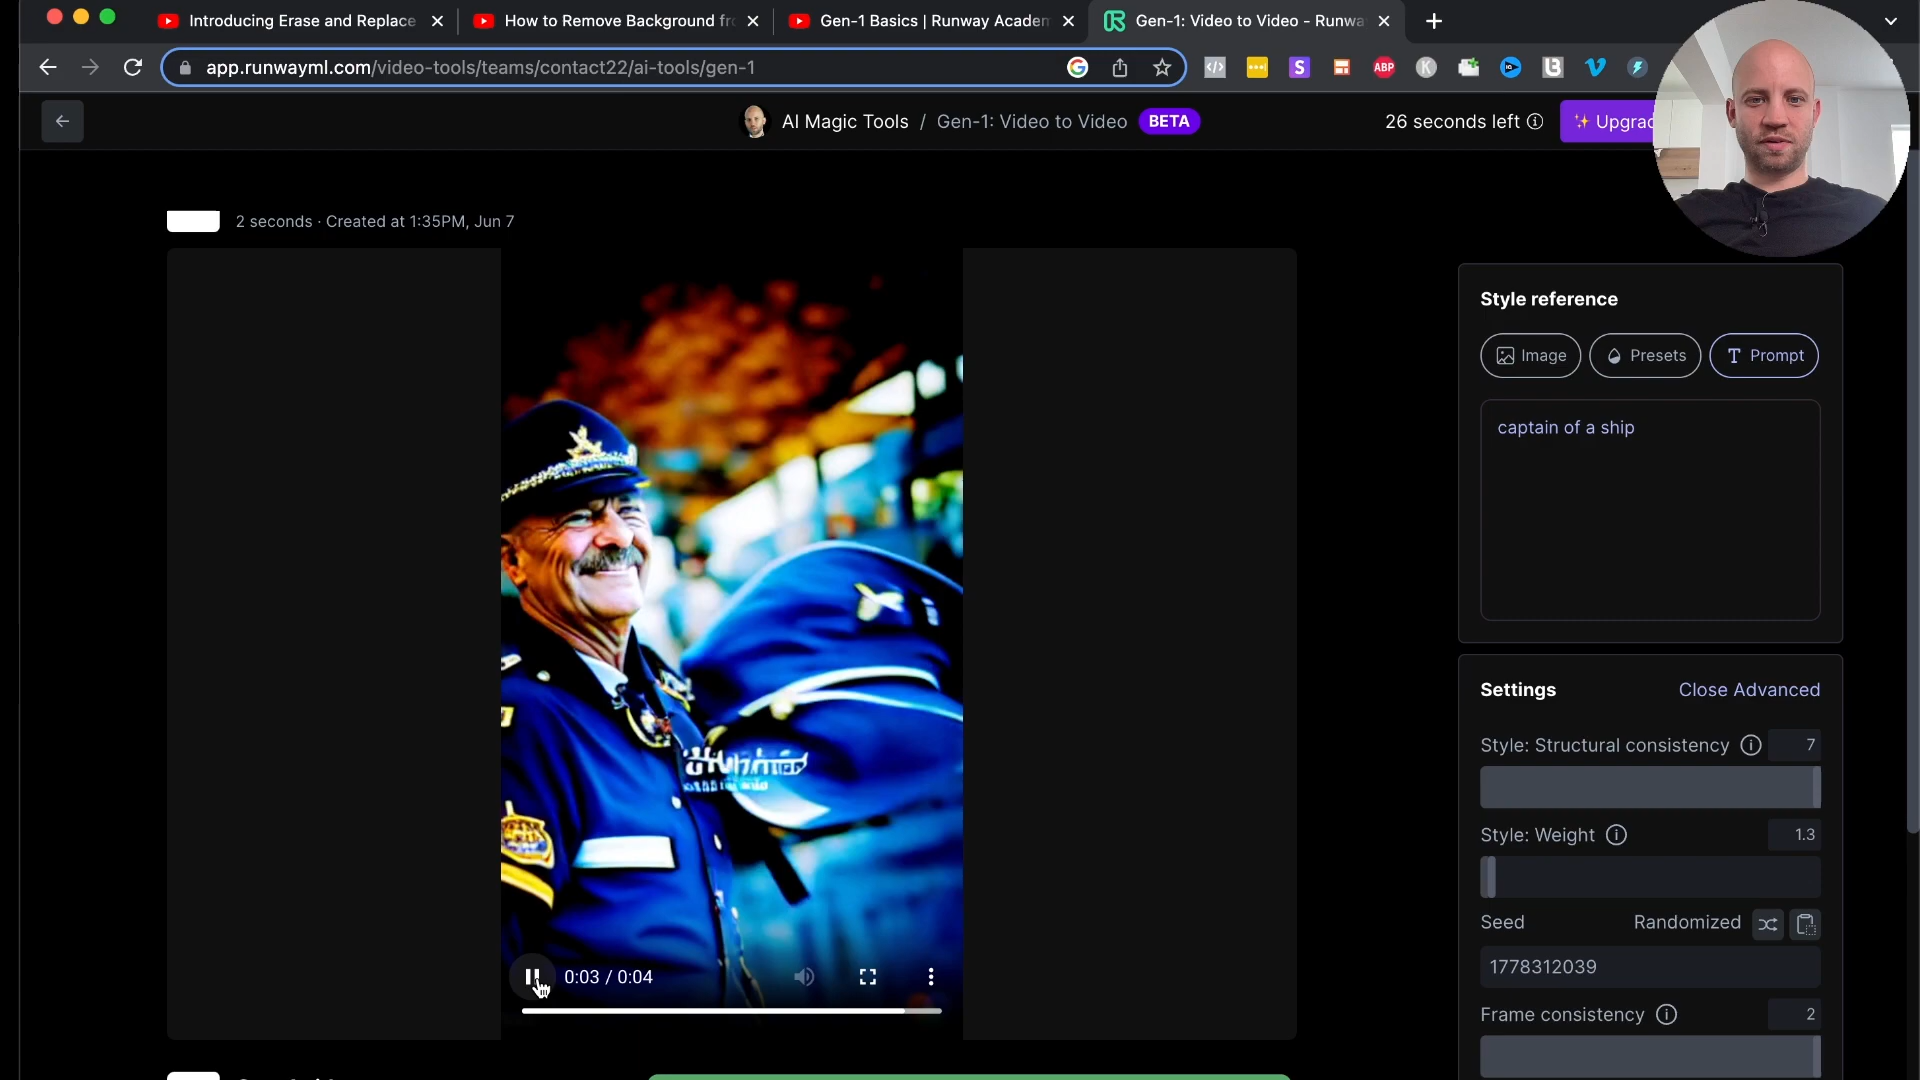 Introducing Erase and Replace
How to Remove Background fr
Gen-1 Basics | Runway Academ
Gen-1: Video to Video - Runwa
app.runwayml.com/video-tools/teams/contact22/ai-tools/gen-1
AI Magic Tools / Gen-1: Video to Video BETA
26 seconds left
Upgrad
2 seconds · Created at 1:35PM, Jun 7
Style reference
Image
Presets
Prompt
captain of a ship
Settings
Close Advanced
Style: Structural consistency
7
Style: Weight
1.3
Seed
Randomized
1778312039
Frame consistency
2
0:03 / 0:04